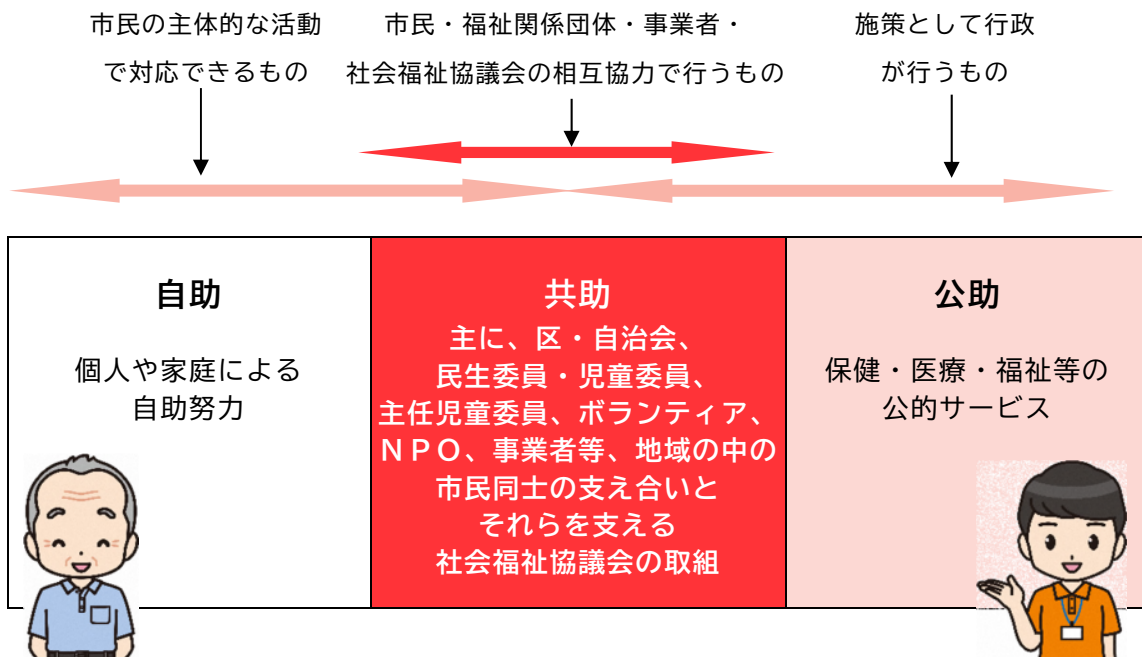 市民の主体的な活動
で対応できるもの
市民・福祉関係団体・事業者・
社会福祉協議会の相互協力で行うもの
施策として行政
が行うもの
自助
個人や家庭による
自助努力
共助
主に、区・自治会、
民生委員・児童委員、
主任児童委員、ボランティア、
ＮＰＯ、事業者等、地域の中の
市民同士の支え合いと
それらを支える
社会福祉協議会の取組
公助
保健・医療・福祉等の
公的サービス